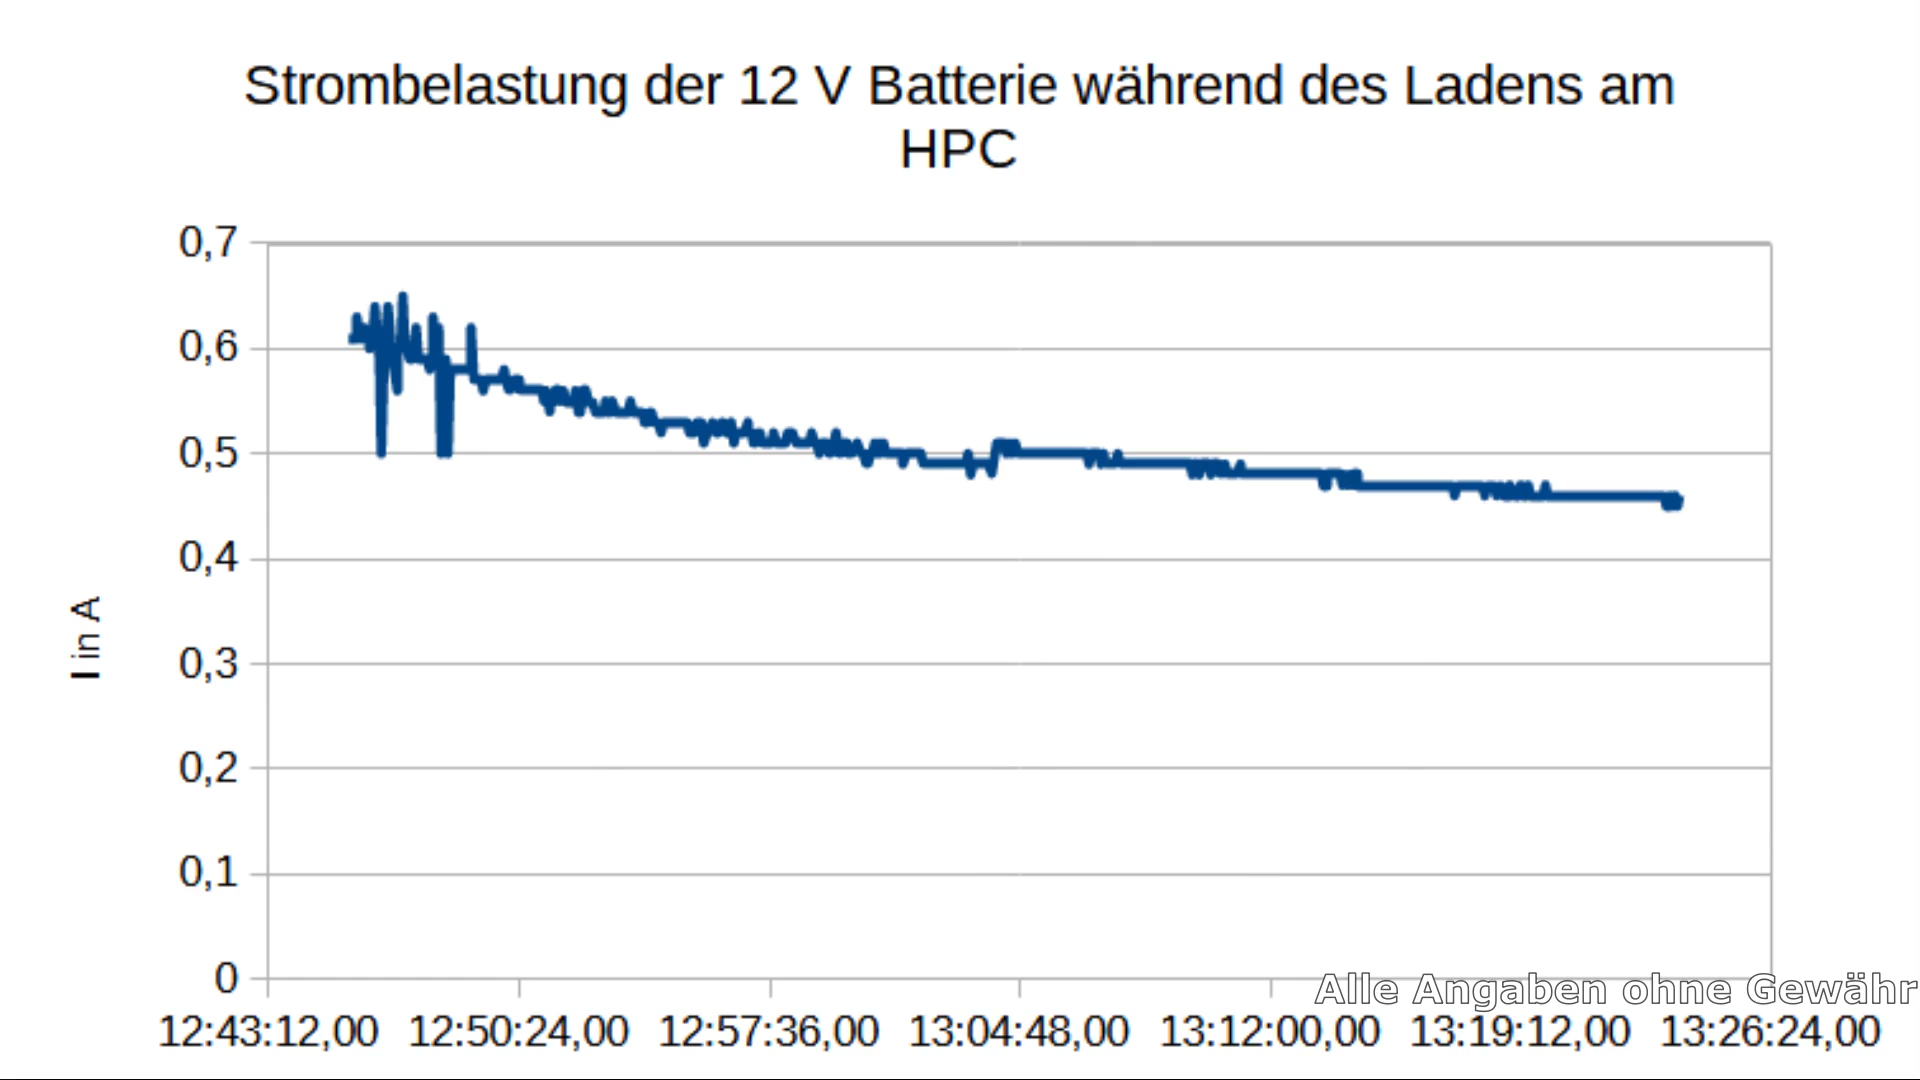 Strombelastung der 12 V Batterie während des Ladens am
HPC
0,7
0,6
0,5
0,4
0,3
0,2
0,1
0
I in A
12:43:12,00 12:50:24,00 12:57:36,00 13:04:48,00 13:12:00,00 13:19:12,00 13:26:24,00
Alle Angaben ohne Gewähr